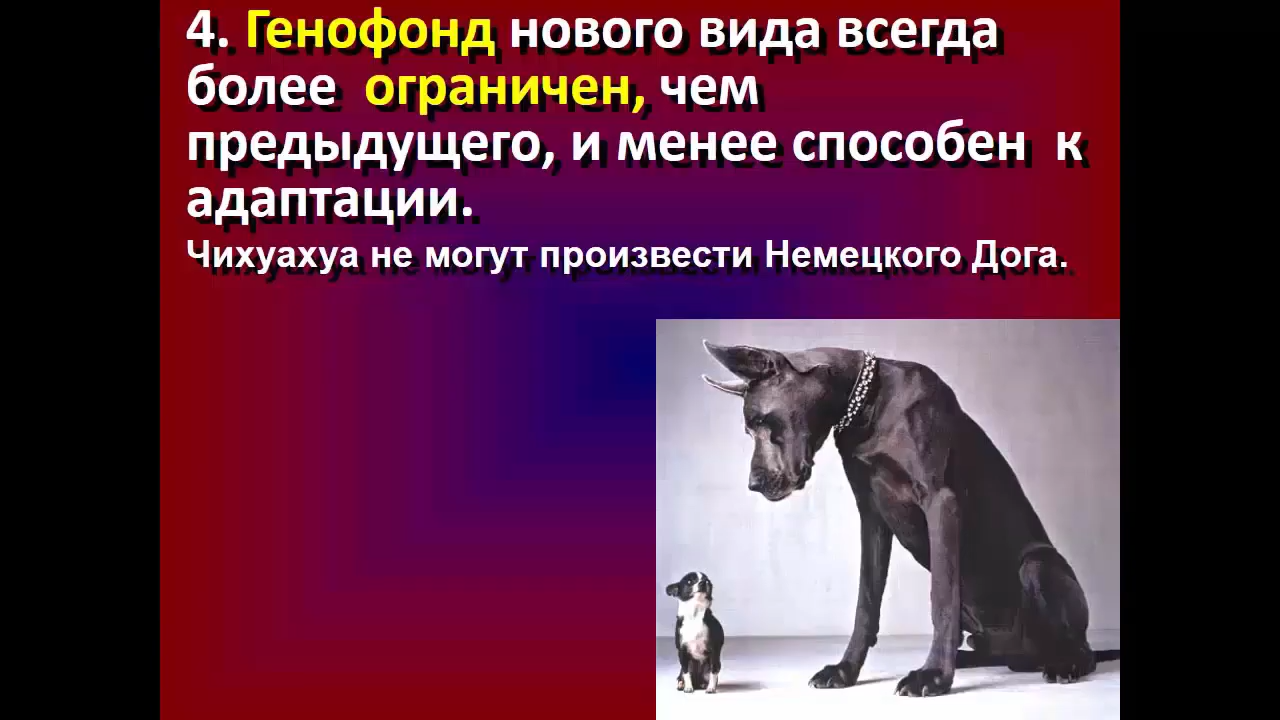 4. Генофонд нового вида всегда
более ограничен, чем
предыдущего, и менее способен к
адаптации.
Чихуахуа не могут произвести Немецкого Дога.